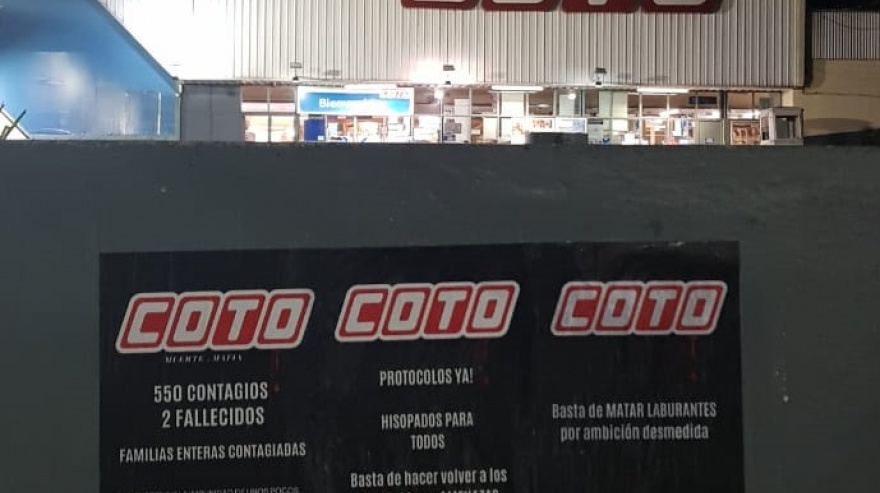 COTO
Bienvenidos
COTO
MUERTE . MAFIA
550 CONTAGIOS
2 FALLECIDOS
FAMILIAS ENTERAS CONTAGIADAS
COTO
PROTOCOLOS YA!
HISOPADOS PARA
TODOS
Basta de hacer volver a los
COTO
Basta de MATAR LABURANTES
por ambición desmedida